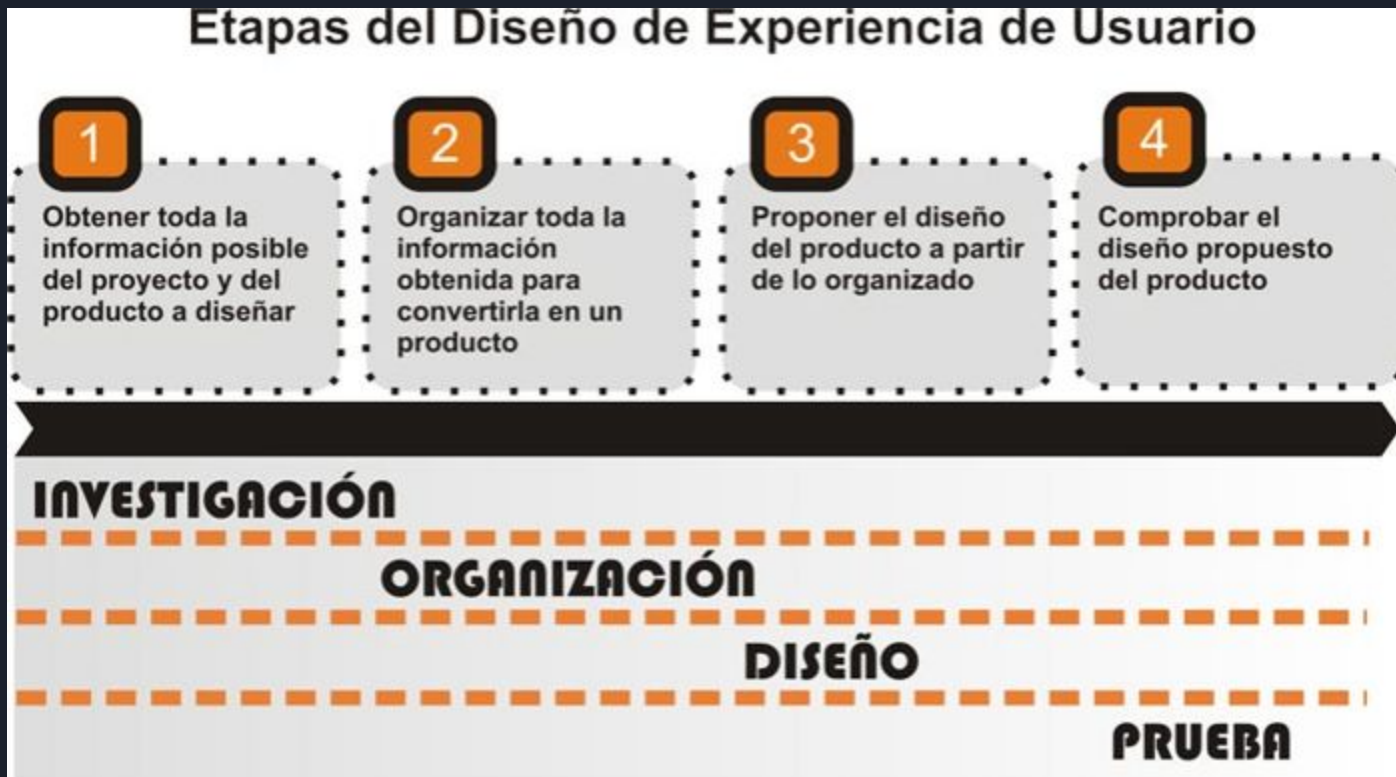 Etapas del Diseño de Experiencia de Usuario
1
Obtener toda la
información posible
del proyecto y del
producto a diseñar
2
Organizar toda la
información
obtenida para
convertirla en un
producto
3
Proponer el diseño
del producto a partir
de lo organizado
4
Comprobar el
diseño propuesto
del producto
INVESTIGACIÓN
ORGANIZACIÓN
DISEÑO
PRUEBA